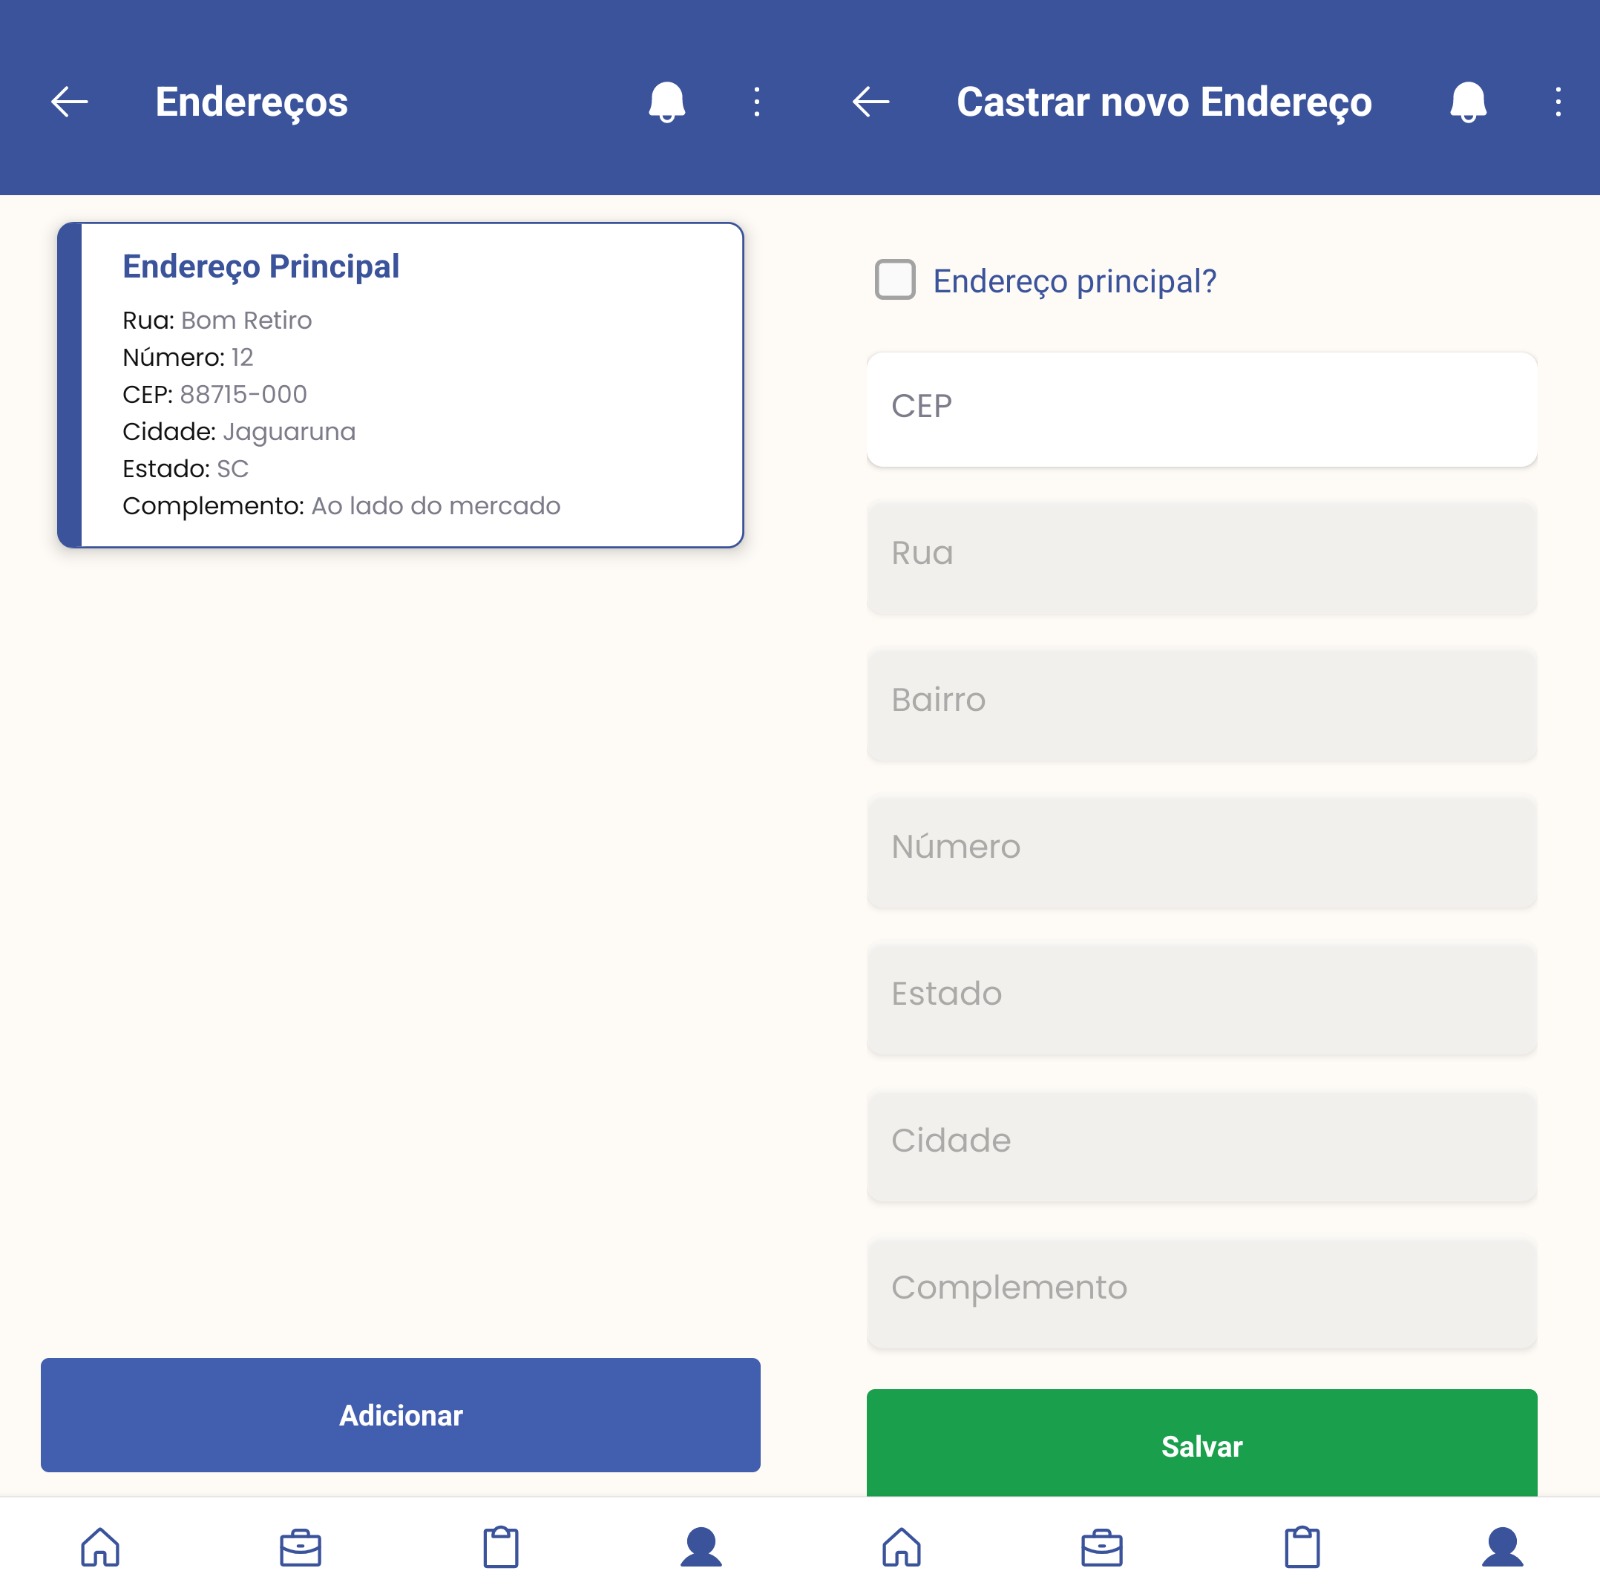 Endereços
Endereço Principal
Rua: Bom Retiro
Número: 12
CEP: 88715-000
Cidade: Jaguaruna
Estado: SC
Complemento: Ao lado do mercado
Adicionar
Castrar novo Endereço
Endereço principal?
CEP
Rua
Bairro
Número
Estado
Cidade
Complemento
Salvar